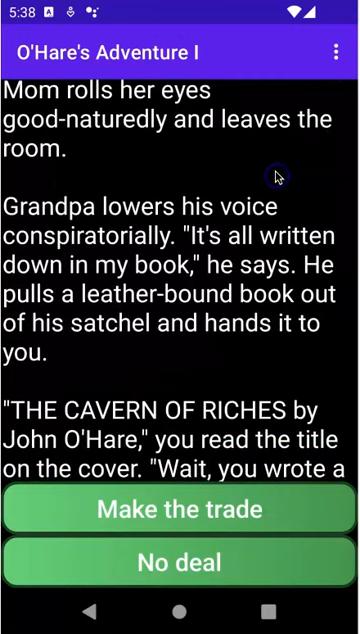 5:38
O'Hare's Adventure I
Mom rolls her eyes
good-naturedly and leaves the
room.
Grandpa lowers his voice
conspiratorially. "It's all written
down in my book," he says. He
pulls a leather-bound book out
of his satchel and hands it to
you.
"THE CAVERN OF RICHES by
John O'Hare," you read the title
on the cover. "Wait, you wrote a
Make the trade
No deal